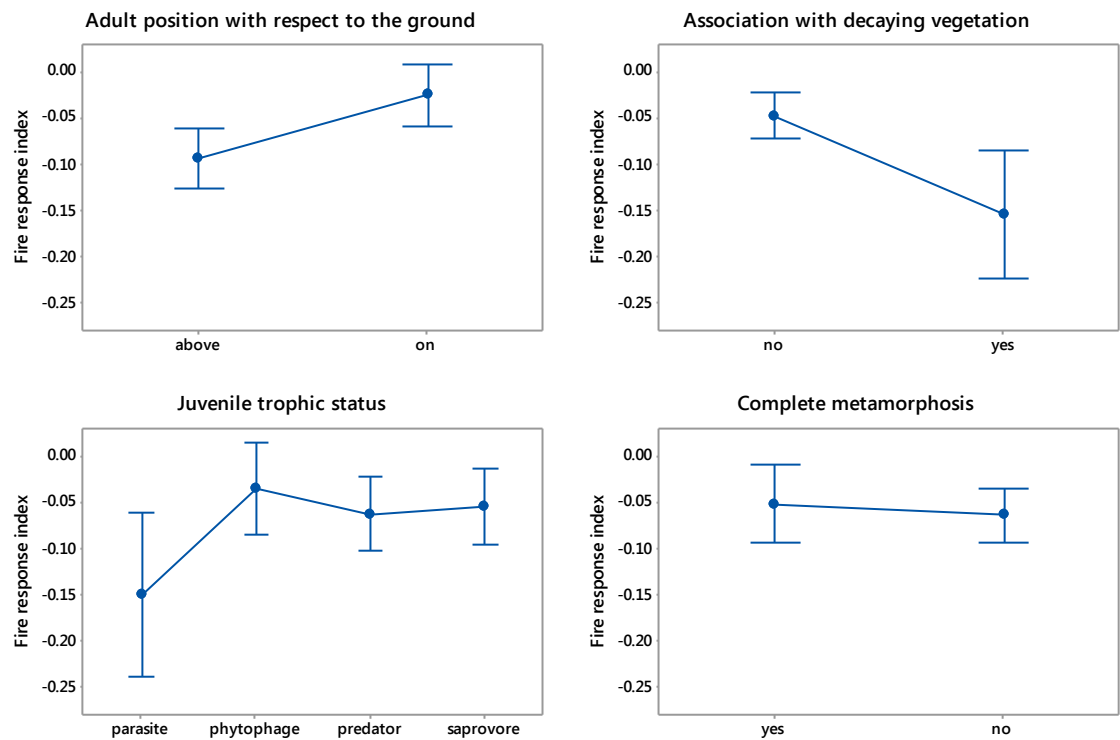 Adult position with respect to the ground
Fire response index
0.00
-0.05
-0.10
-0.15
-0.20
-0.25
above on
Association with decaying vegetation
Fire response index
0.00
-0.05
-0.10
-0.15
-0.20
-0.25
no yes
Juvenile trophic status
Fire response index
0.00
-0.05
-0.10
-0.15
-0.20
-0.25
parasite phytophage predator saprovore
Complete metamorphosis
Fire response index
0.00
-0.05
-0.10
-0.15
-0.20
-0.25
yes no